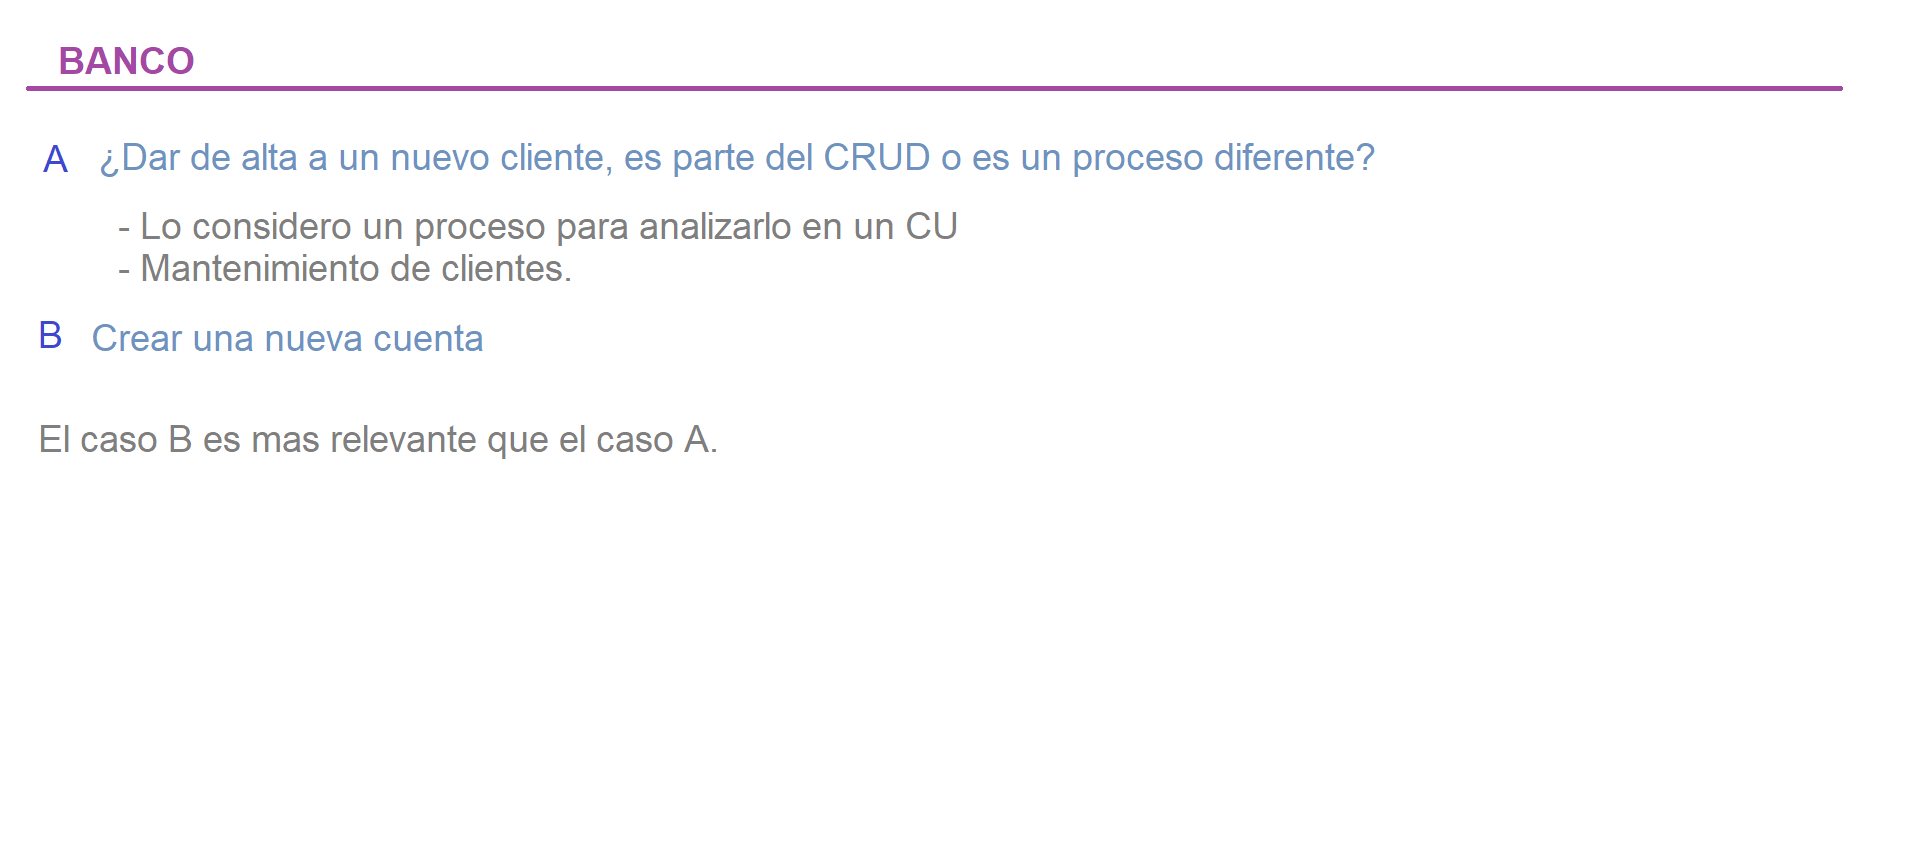 BANCO
A ¿Dar de alta a un nuevo cliente, es parte del CRUD o es un proceso diferente?
- Lo considero un proceso para analizarlo en un CU
- Mantenimiento de clientes.
B Crear una nueva cuenta
El caso B es mas relevante que el caso A.